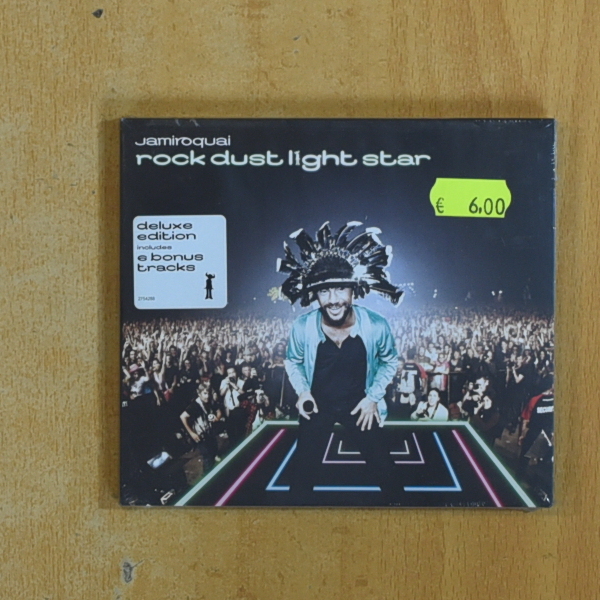 Jamiroquai
rock dust light star
€ 6,00
deluxe
edition
includes
6 bonus
tracks